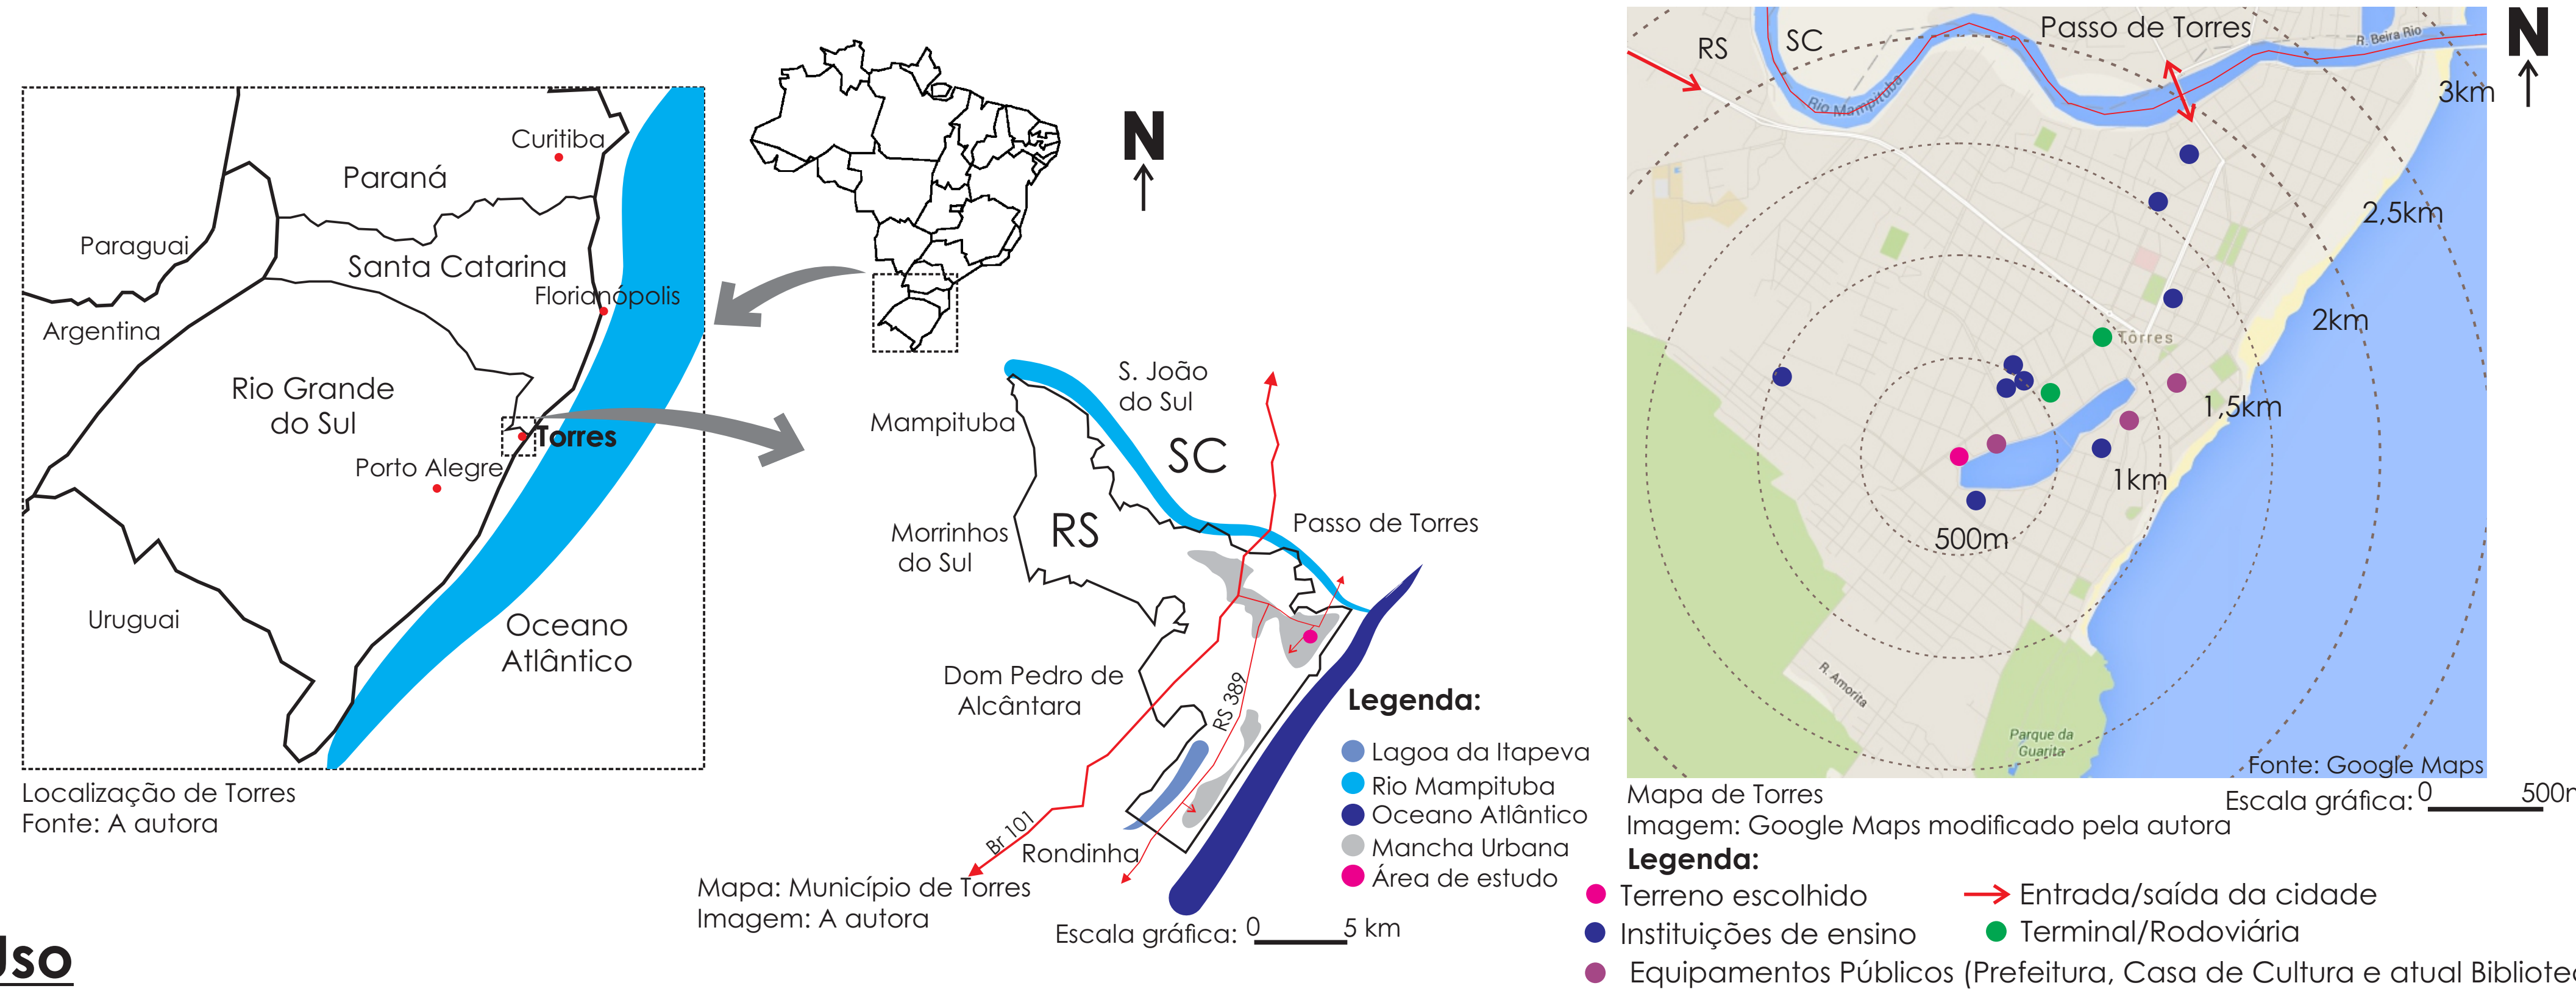 Curitiba
Paraná
Paraguai
Santa Catarina
Florianópolis
Argentina
Rio Grande
do Sul
Torres
Porto Alegre
Uruguai
Oceano
Atlântico
Localização de Torres
Fonte: A autora
N
S. João
do Sul
Mampituba
SC
RS
Morrinhos
do Sul
Passo de Torres
Dom Pedro de
Alcântara
RS 389
Br 101
Rondinha
Legenda:
Lagoa da Itapeva
Rio Mampituba
Oceano Atlântico
Mancha Urbana
Área de estudo
Mapa: Município de Torres
Imagem: A autora
Escala gráfica: 0 5 km
RS
SC
Passo de Torres
R. Beira Rio
N
Rio Mampituba
3km
2,5km
2km
Tôrres
1,5km
1km
500m
R. Amorita
Parque da
Guarita
Fonte: Google Maps
Mapa de Torres
Escala gráfica: 0 500m
Imagem: Google Maps modificado pela autora
Legenda:
Terreno escolhido
Entrada/saída da cidade
Instituições de ensino
Terminal/Rodoviária
Equipamentos Públicos (Prefeitura, Casa de Cultura e atual Bibliotec
Uso